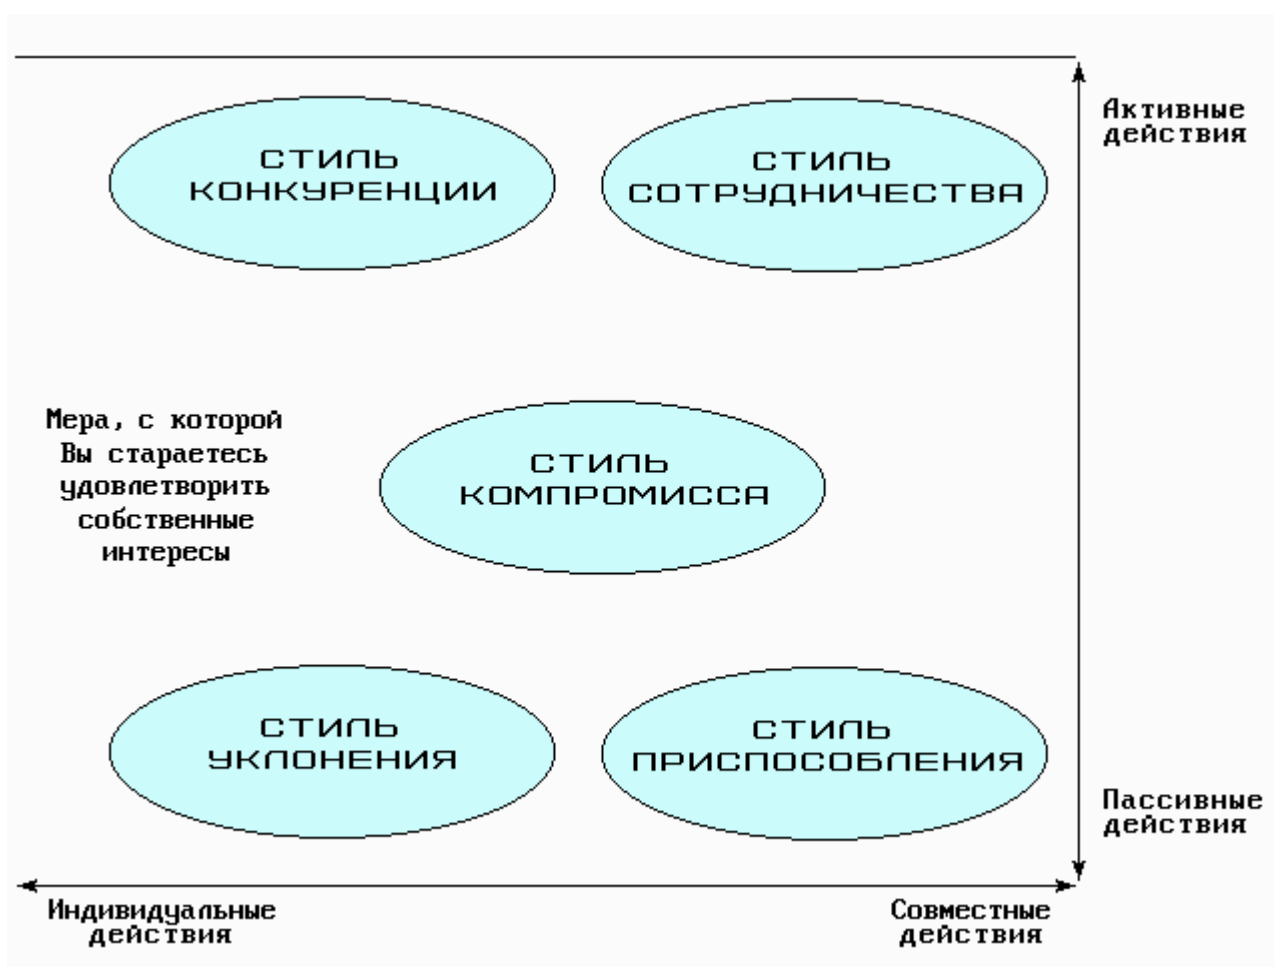 Активные
действия
СТИЛЬ
КОНКУРЕНЦИИ
СТИЛЬ
СОТРУДНИЧЕСТВА
Мера, с которой
Вы стараетесь
удовлетворить
собственные
интересы
СТИЛЬ
КОМПРОМИССА
СТИЛЬ
УКЛОНЕНИЯ
СТИЛЬ
ПРИСПОСОБЛЕНИЯ
Пассивные
действия
Индивидуальные
действия
Совместные
действия